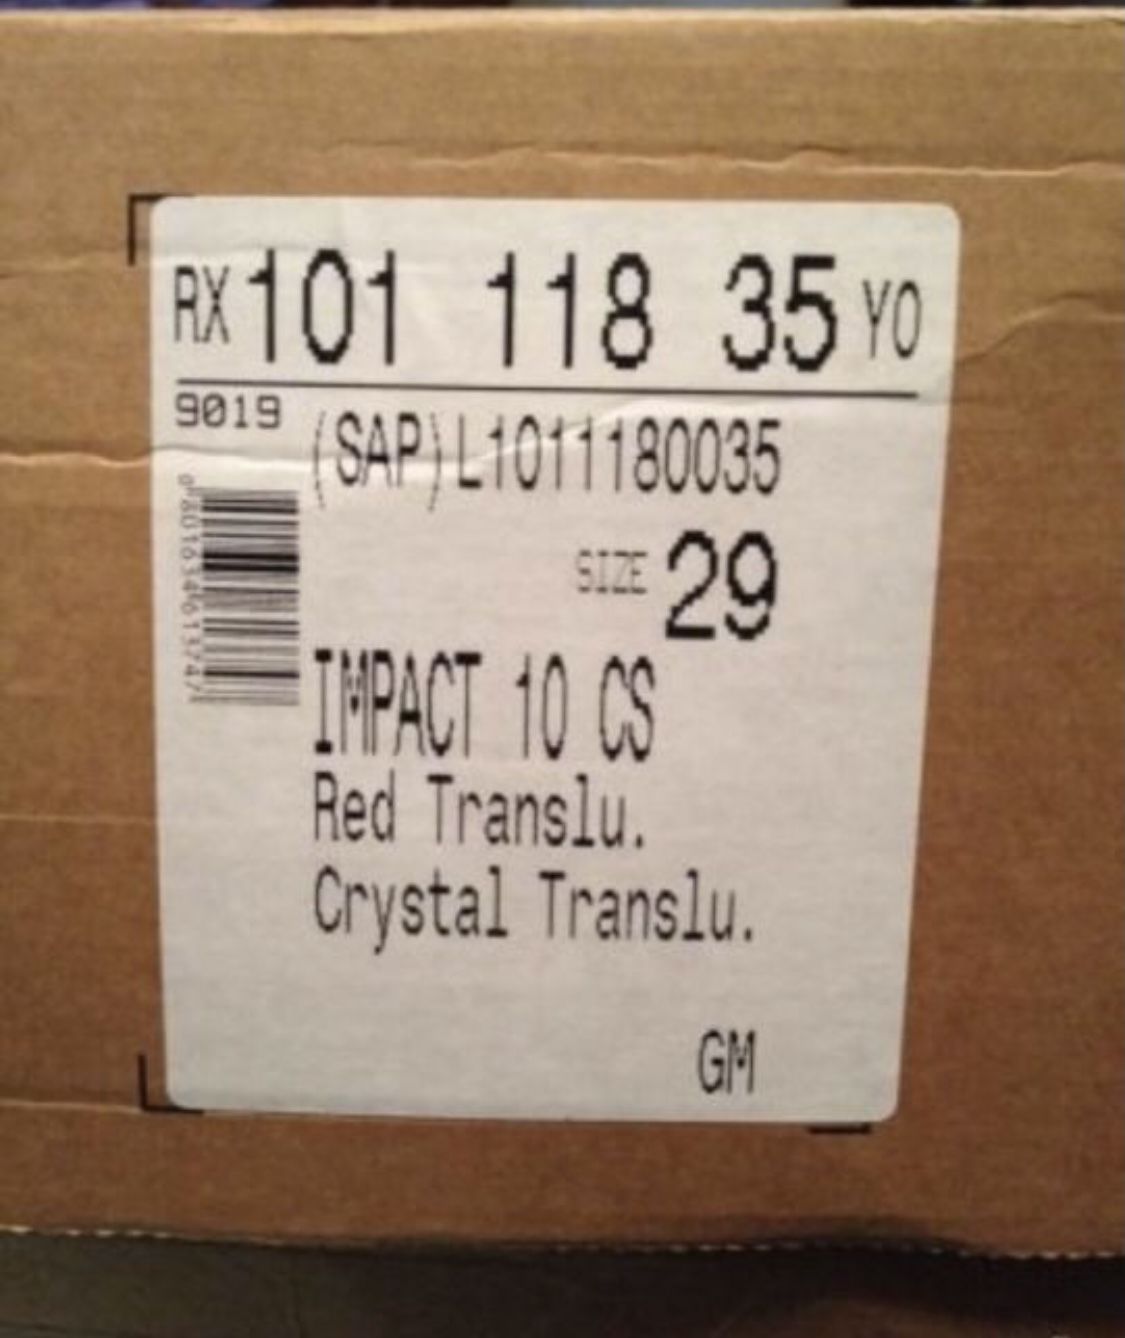 RX 101 118 35 YO
9019
(SAP)L1011180035
SIZE 29
IMPACT 10 CS
Red Translu.
Crystal Translu.
GM